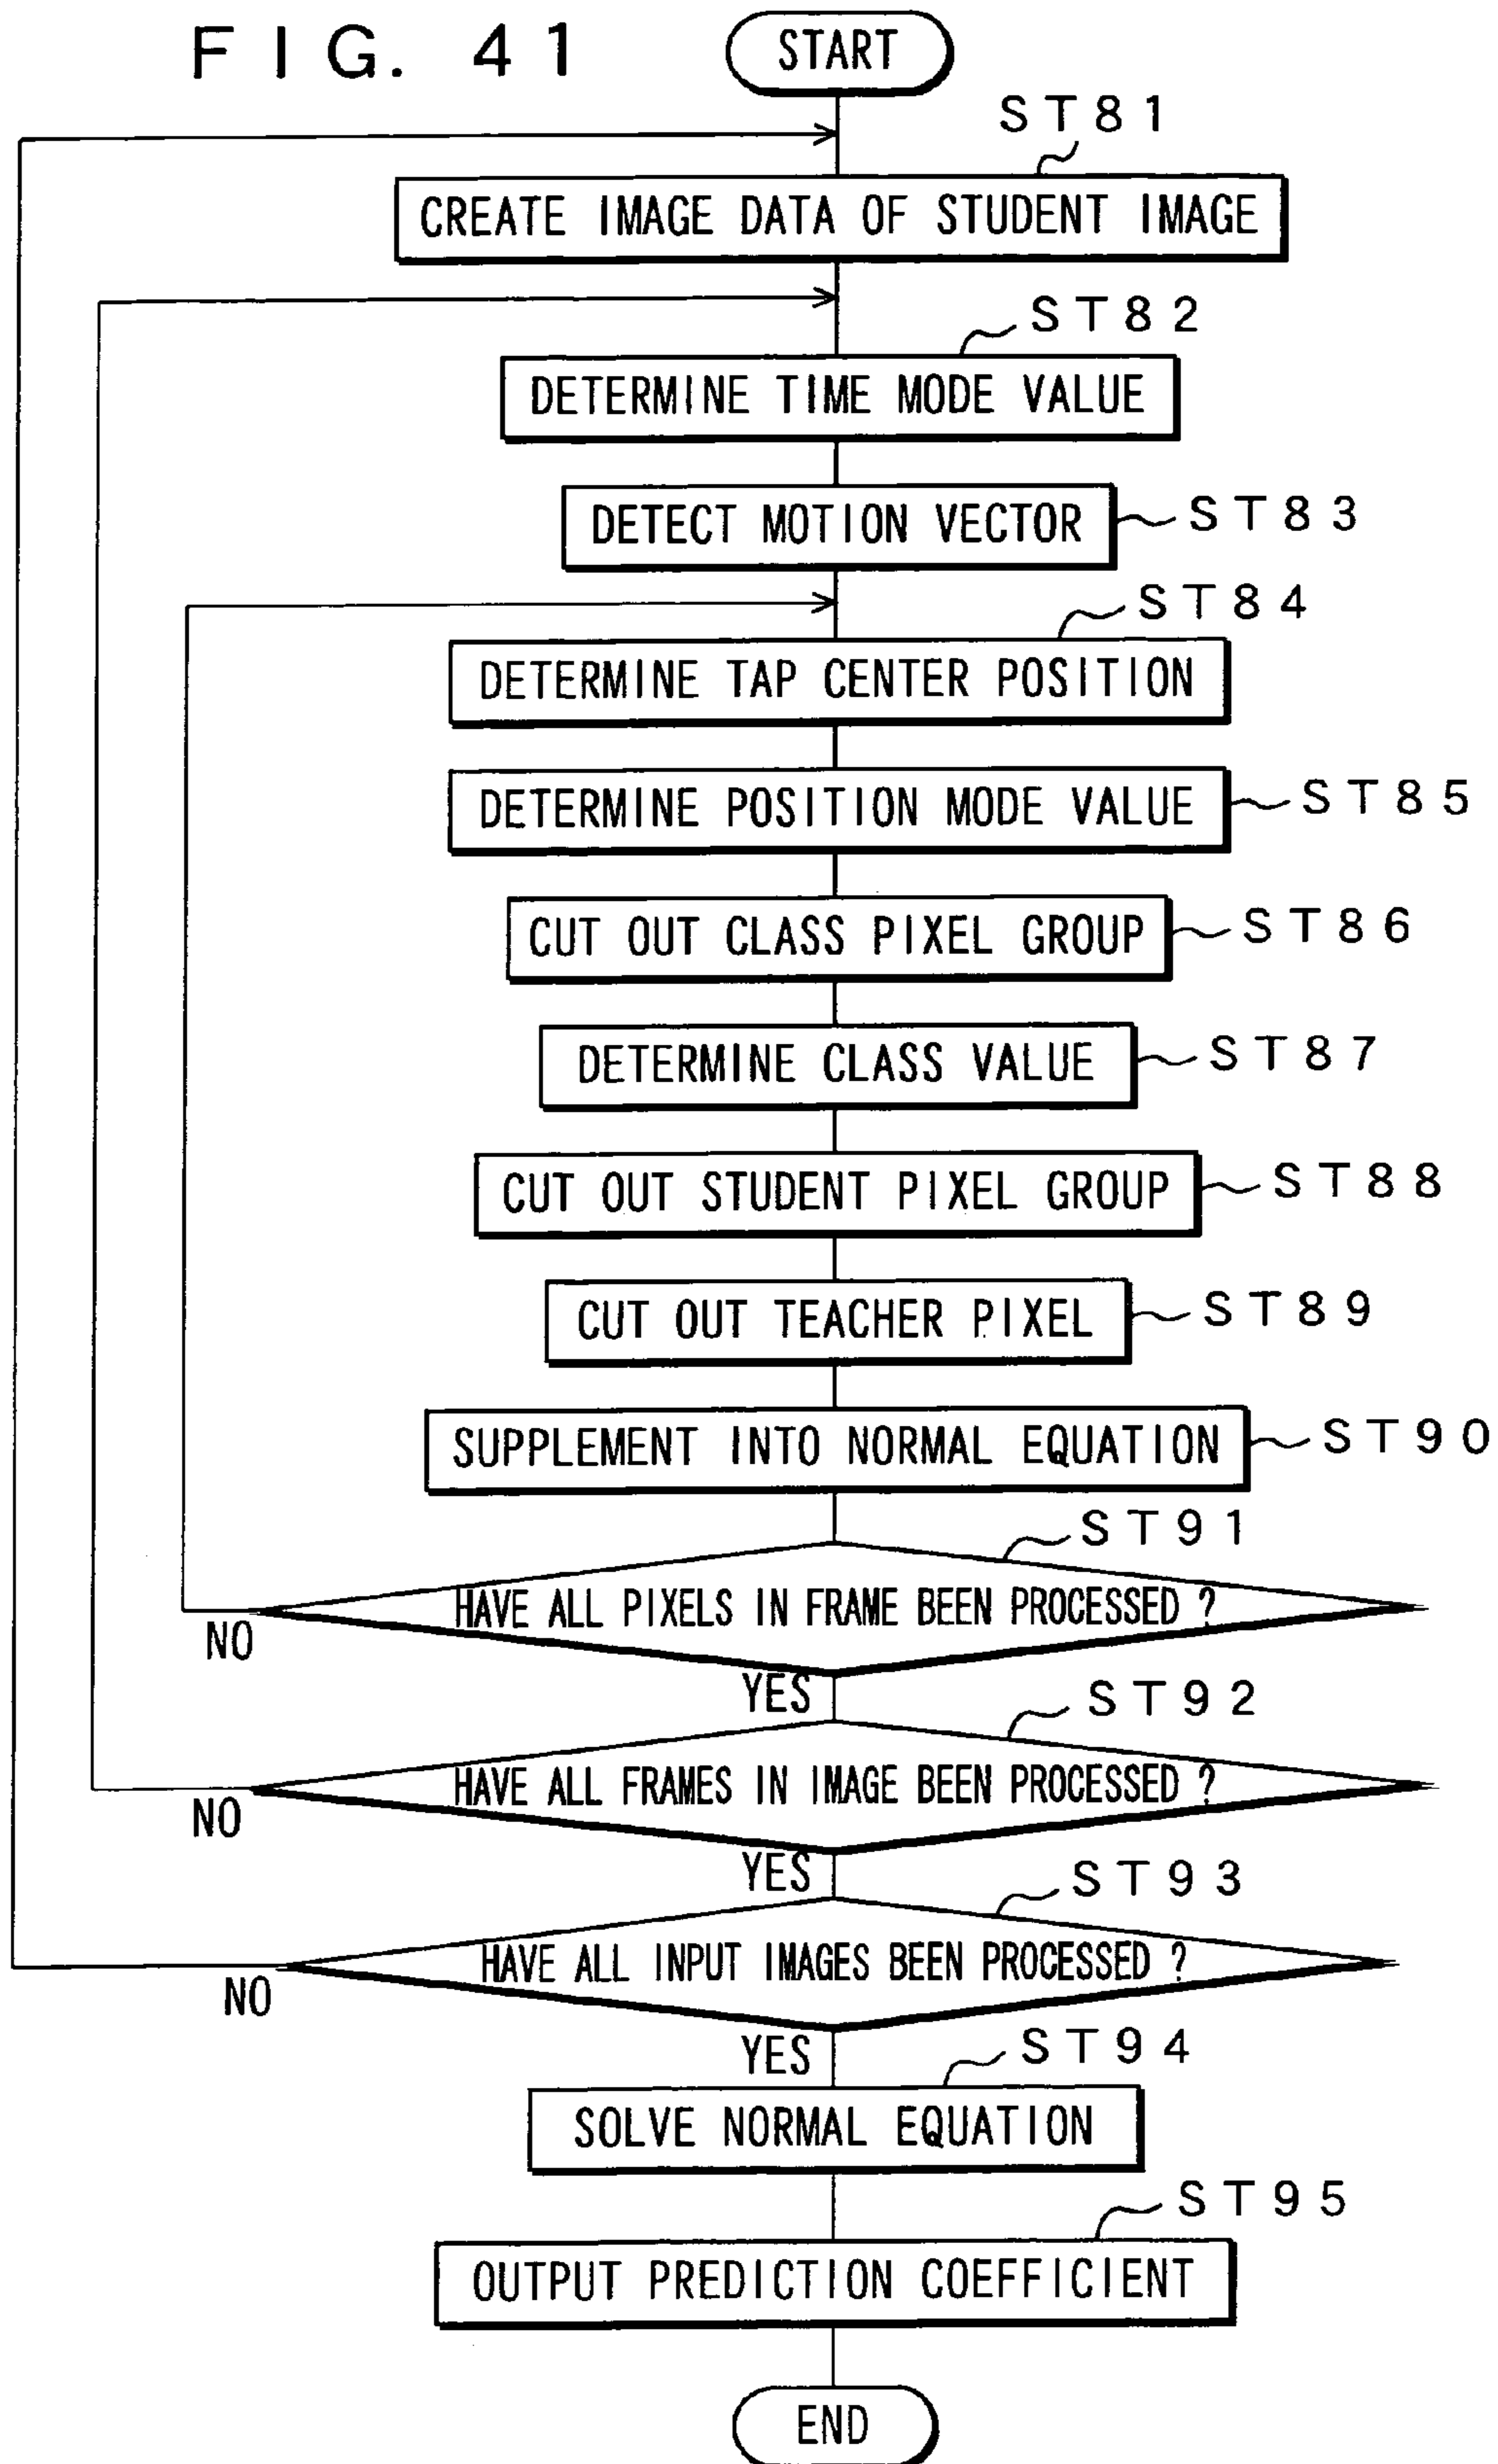 FIG. 41
START
ST81
CREATE IMAGE DATA OF STUDENT IMAGE
ST82
DETERMINE TIME MODE VALUE
DETECT MOTION VECTOR
ST83
ST84
DETERMINE TAP CENTER POSITION
DETERMINE POSITION MODE VALUE
ST85
CUT OUT CLASS PIXEL GROUP
ST86
DETERMINE CLASS VALUE
ST87
CUT OUT STUDENT PIXEL GROUP
ST88
CUT OUT TEACHER PIXEL
ST89
SUPPLEMENT INTO NORMAL EQUATION
ST90
ST91
HAVE ALL PIXELS IN FRAME BEEN PROCESSED ?
NO
YES
ST92
HAVE ALL FRAMES IN IMAGE BEEN PROCESSED ?
NO
YES
ST93
HAVE ALL INPUT IMAGES BEEN PROCESSED ?
NO
YES
ST94
SOLVE NORMAL EQUATION
ST95
OUTPUT PREDICTION COEFFICIENT
END